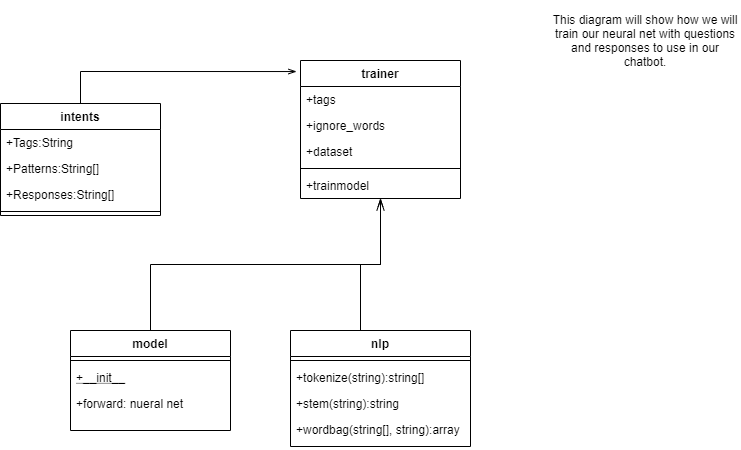 This diagram will show how we will
train our neural net with questions
and responses to use in our
chatbot.
trainer
+tags
+ignore_words
+dataset
+trainmodel
intents
+Tags:String
+Patterns:String[]
+Responses:String[]
model
+__init__
+forward: nueral net
nlp
+tokenize(string):string[]
+stem(string):string
+wordbag(string[], string):array